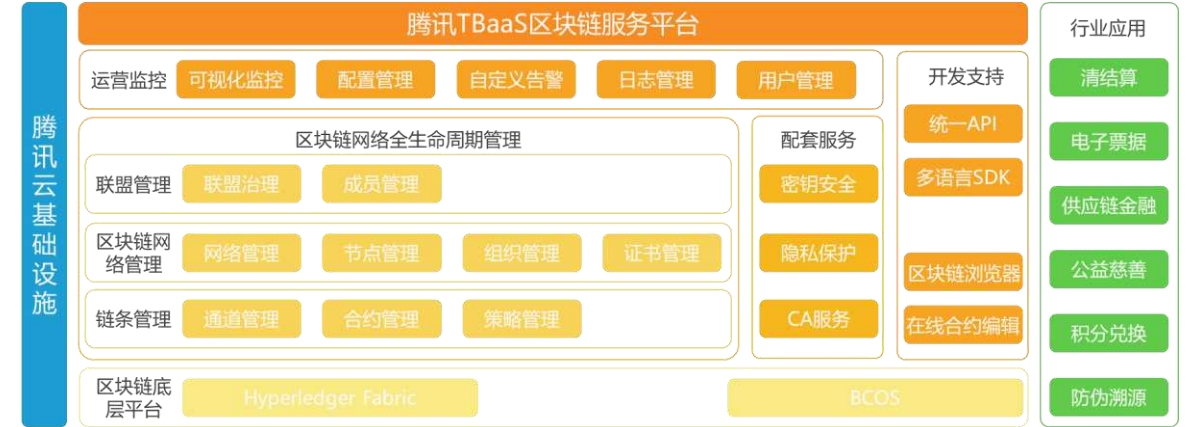 腾讯云基础设施
腾讯TBaaS区块链服务平台
运营监控 可视化监控 配置管理 自定义告警 日志管理 用户管理
区块链网络全生命周期管理
联盟管理 联盟治理 成员管理
区块链网
络管理
网络管理 节点管理 组织管理 证书管理
链条管理 通道管理 合约管理 策略管理
配套服务
密钥安全
隐私保护
CA服务
开发支持
统一API
多语言SDK
区块链浏览器
在线合约编辑
区块链底
层平台
Hyperledger Fabric BCOS
行业应用
清结算
电子票据
供应链金融
公益慈善
积分兑换
防伪溯源